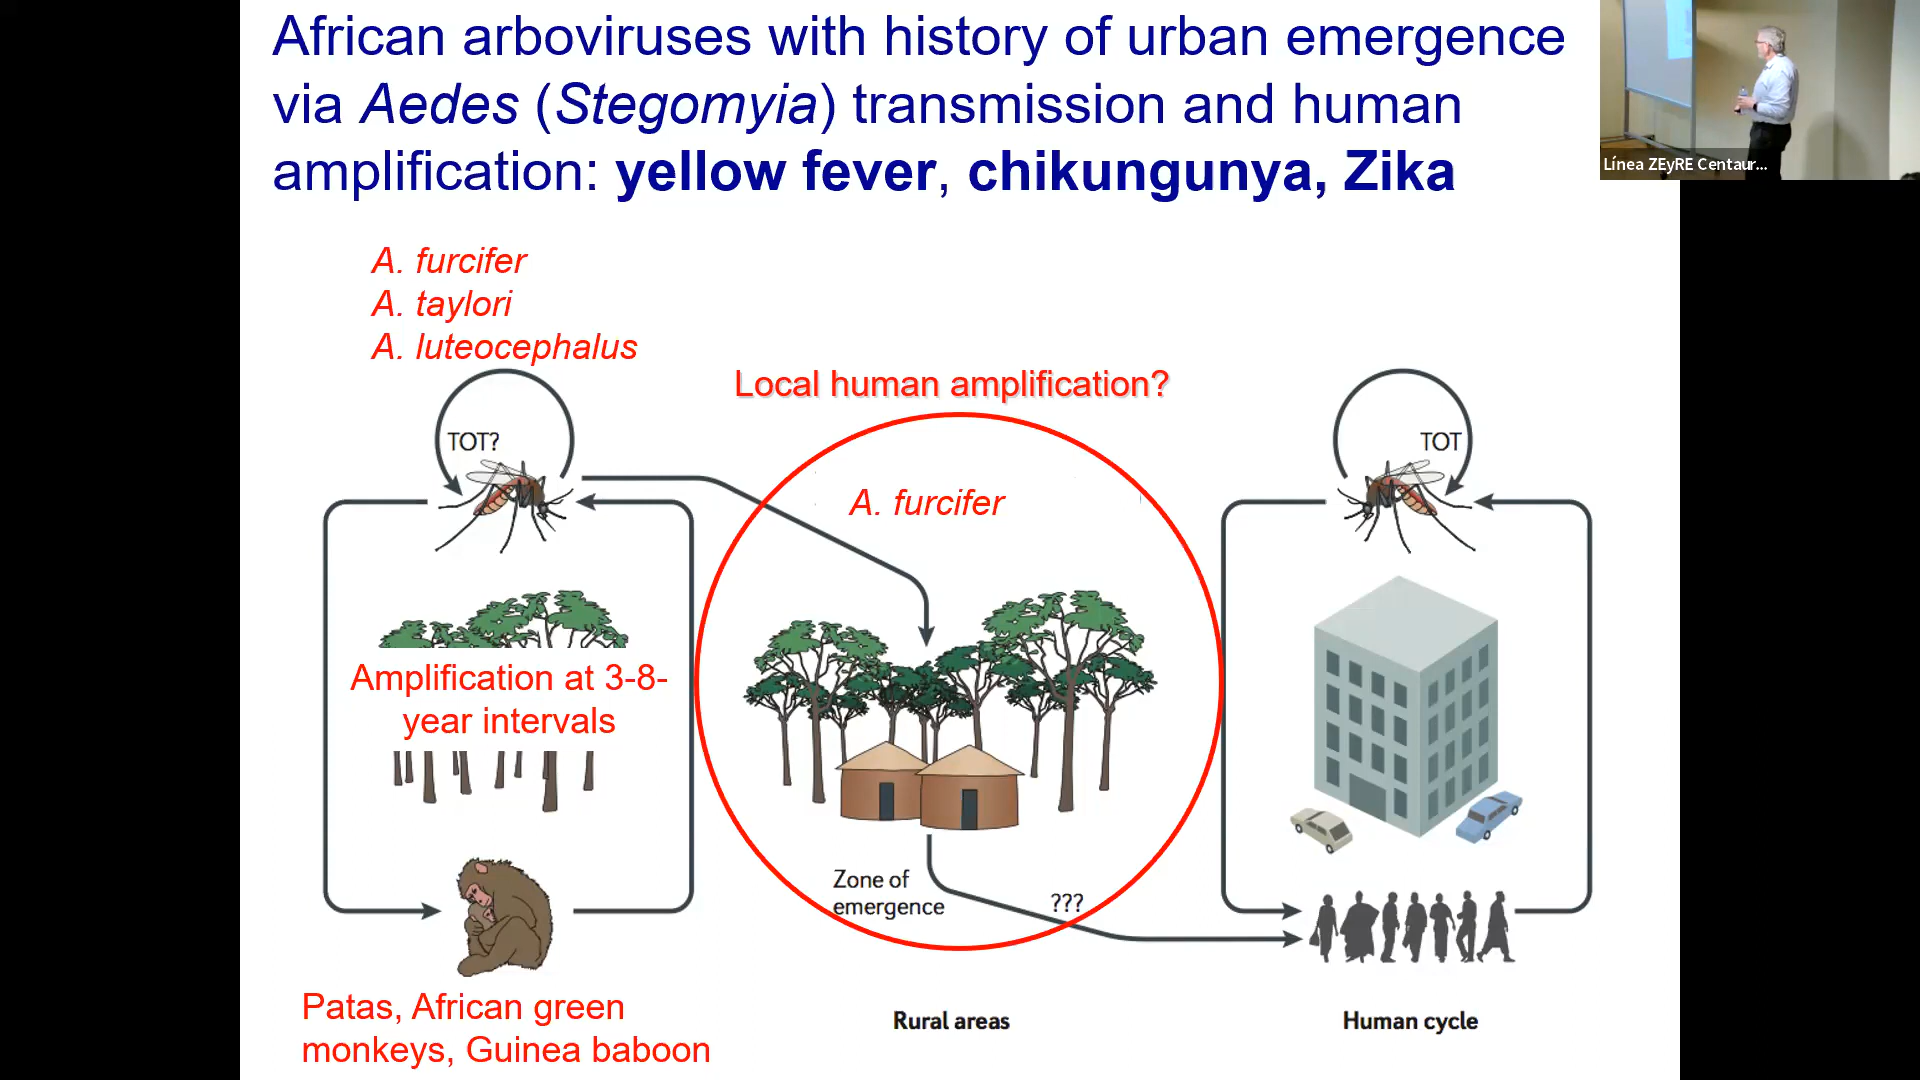 African arboviruses with history of urban emergence
via Aedes (Stegomyia) transmission and human
amplification: yellow fever, chikungunya, Zika
Línea ZEyRE Centaur...
A. furcifer
A. taylori
A. luteocephalus
Local human amplification?
TOT?
TOT
A. furcifer
Amplification at 3-8-
year intervals
Zone of
emergence
???
Patas, African green
monkeys, Guinea baboon
Rural areas
Human cycle